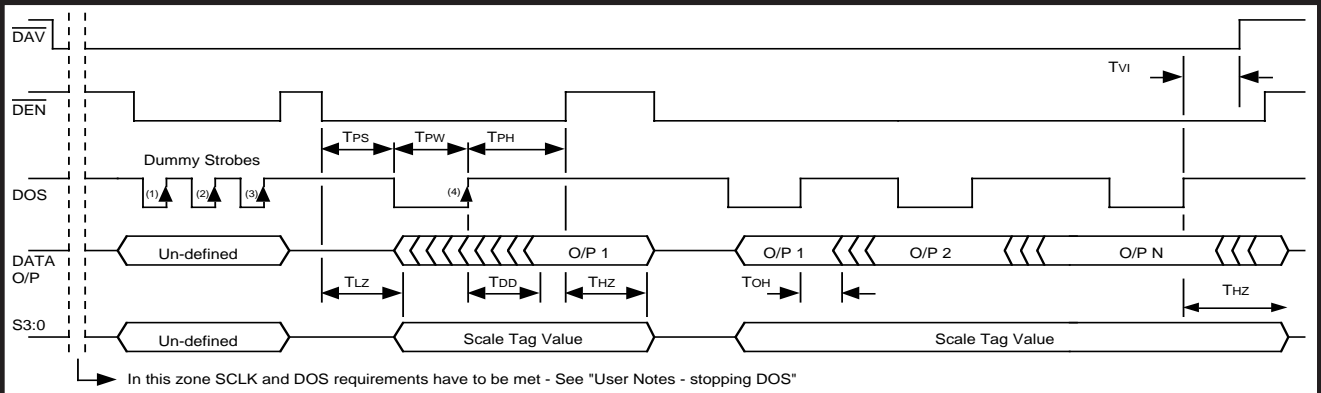 DAV
TVI
DEN
TPS TPW TPH
Dummy Strobes
DOS (1) (2) (3) (4)
DATA O/P Un-defined O/P 1 O/P 1 O/P 2 O/P N
TLZ TDD THZ TOH THZ
S3:0 Un-defined Scale Tag Value Scale Tag Value
In this zone SCLK and DOS requirements have to be met - See "User Notes - stopping DOS"